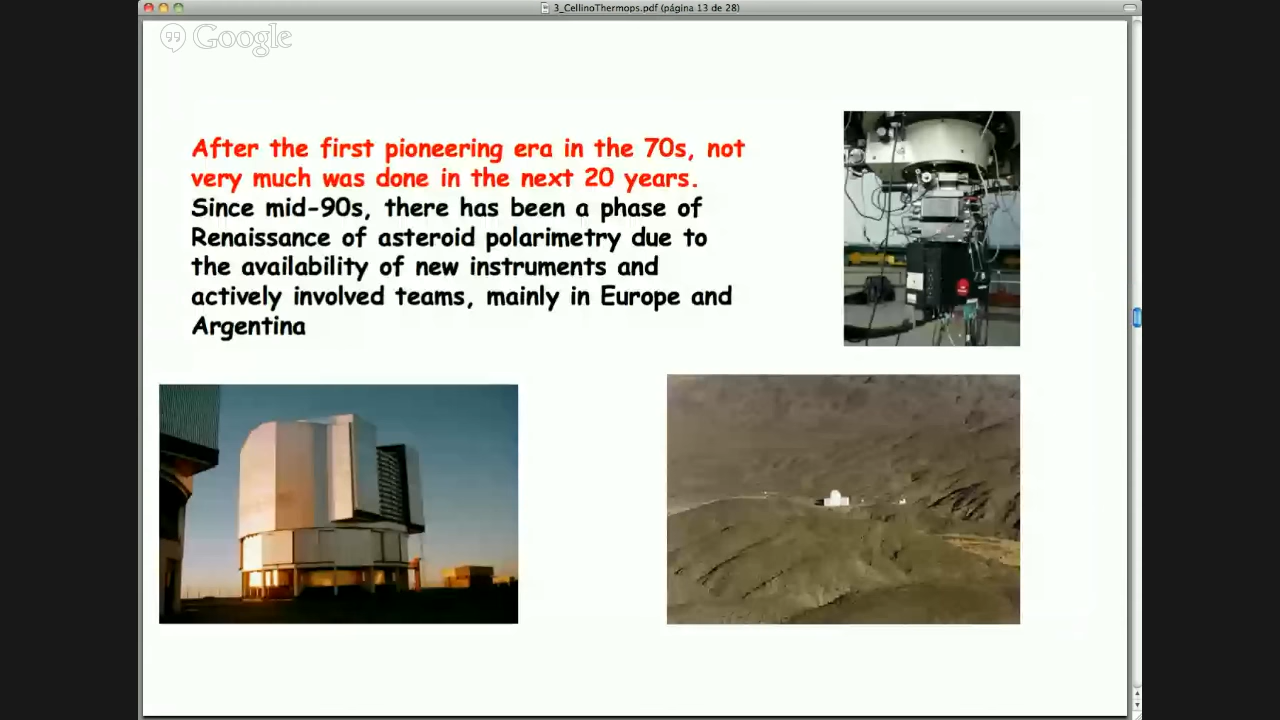 3_CellinoThermops.pdf (página 13 de 28)
Google
After the first pioneering era in the 70s, not
very much was done in the next 20 years.
Since mid-90s, there has been a phase of
Renaissance of asteroid polarimetry due to
the availability of new instruments and
actively involved teams, mainly in Europe and
Argentina